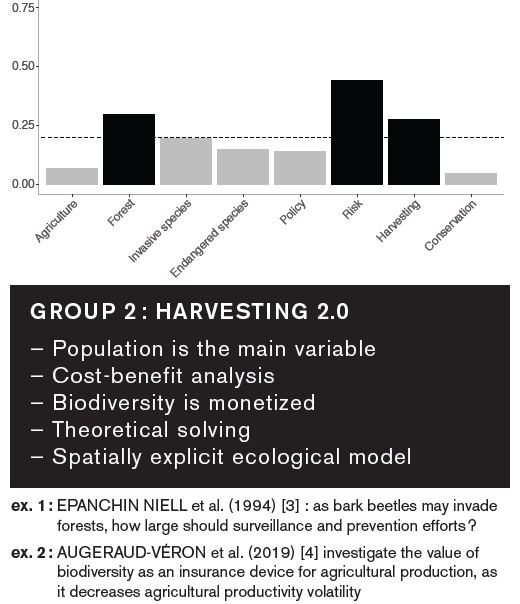 0.75
0.50
0.25
0.00
Agriculture
Forest
Invasive species
Endangered species
Policy
Risk
Harvesting
Conservation
GROUP 2 : HARVESTING 2.0
– Population is the main variable
– Cost-benefit analysis
– Biodiversity is monetized
– Theoretical solving
– Spatially explicit ecological model
ex. 1 : EPANCHIN NIELL et al. (1994) [3] : as bark beetles may invade
forests, how large should surveillance and prevention efforts ?
ex. 2 : AUGERAUD-VÉRON et al. (2019) [4] investigate the value of
biodiversity as an insurance device for agricultural production, as
it decreases agricultural productivity volatility